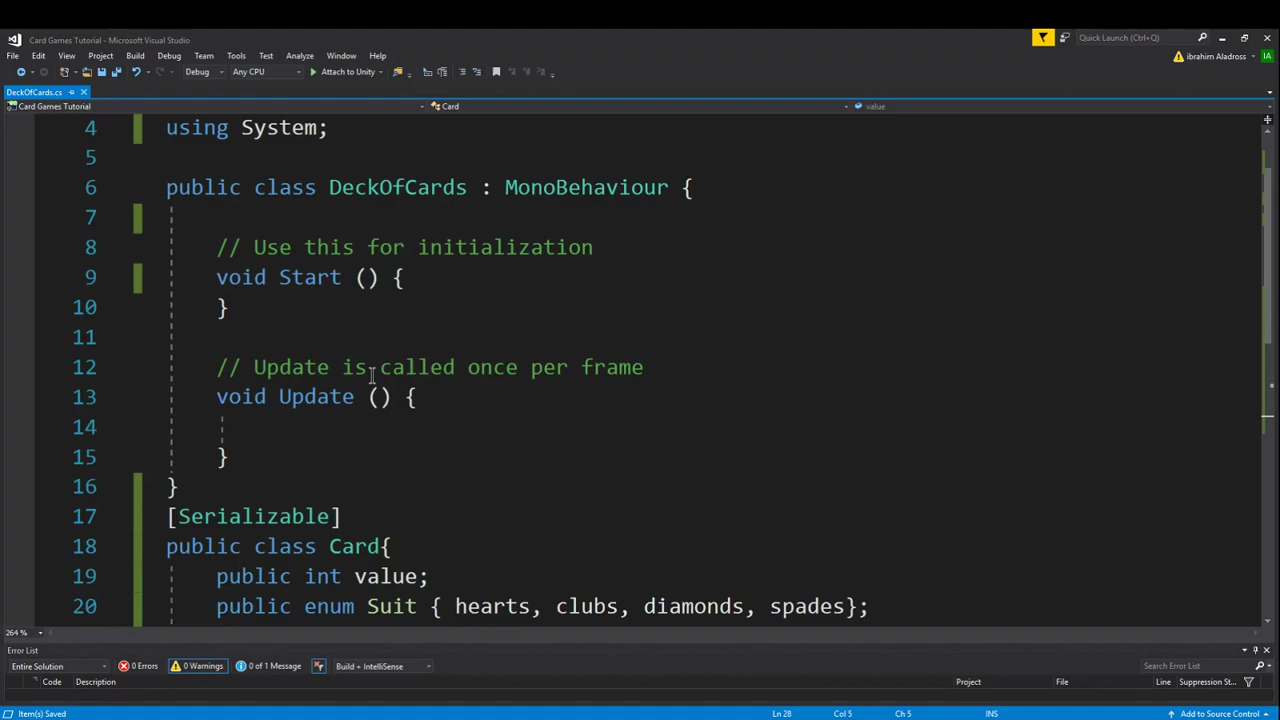 Card Games Tutorial - Microsoft Visual Studio
Quick Launch (Ctrl+Q)
File Edit View Project Build Debug Team Tools Test Analyze Window Help
ibrahim Aladross
IA
Debug Any CPU Attach to Unity
DeckOfCards.cs
Card Games Tutorial Card value
4 using System;
5
6 public class DeckOfCards : MonoBehaviour {
7
8 // Use this for initialization
9 void Start () {
10 }
11
12 // Update is called once per frame
13 void Update () {
14
15 }
16 }
17 [Serializable]
18 public class Card{
19 public int value;
20 public enum Suit { hearts, clubs, diamonds, spades};
264 %
Error List
Entire Solution 0 Errors 0 Warnings 0 of 1 Message Build + IntelliSense Search Error List
Code Description Project File Line Suppression St...
Item(s) Saved Ln 28 Col 5 Ch 5 INS Add to Source Control